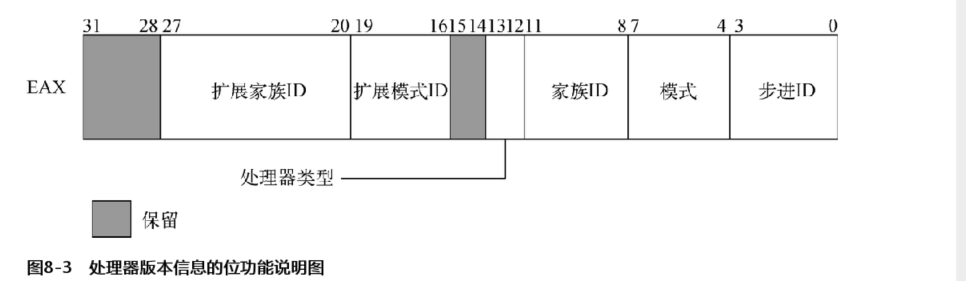 31 28 27 20 19 16 15 14 13 12 11 8 7 4 3 0
EAX 扩展家族ID 扩展模式ID 家族ID 模式 步进ID
处理器类型
保留
图8-3 处理器版本信息的位功能说明图